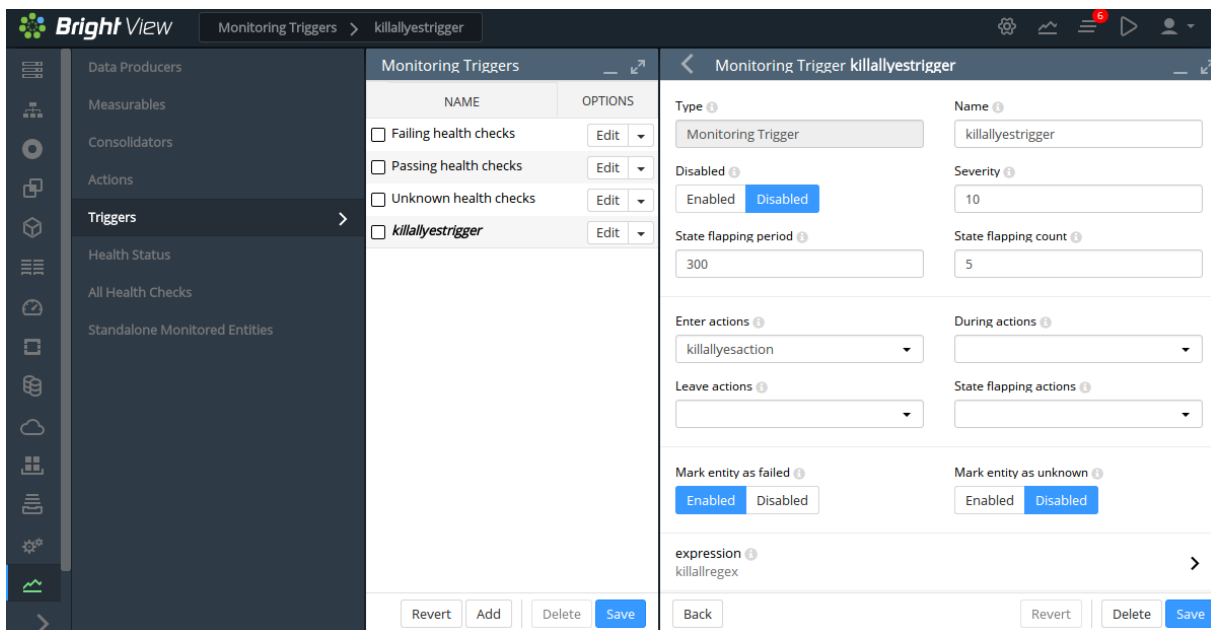 Bright View
Monitoring Triggers > killallyestrigger
6
Data Producers
Measurables
Consolidators
Actions
Triggers
Health Status
All Health Checks
Standalone Monitored Entities
Monitoring Triggers
NAME OPTIONS
Failing health checks Edit
Passing health checks Edit
Unknown health checks Edit
killallyestrigger Edit
Revert Add Delete Save
Monitoring Trigger killallyestrigger
Type Name
Monitoring Trigger killallyestrigger
Disabled Severity
Enabled Disabled 10
State flapping period State flapping count
300 5
Enter actions During actions
killallyesaction
Leave actions State flapping actions
Mark entity as failed Mark entity as unknown
Enabled Disabled Enabled Disabled
expression
killallregex
Back Revert Delete Save